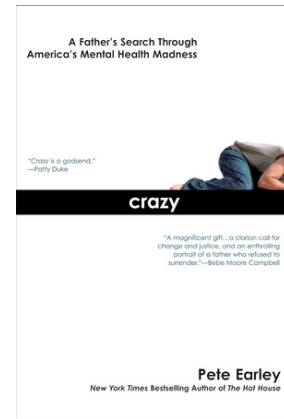 A Father's Search Through
America's Mental Health Madness
"Crazy is a godsend."
—Patty Duke
crazy
"A magnificent gift...a clarion call for
change and justice, and an enthralling
portrait of a father who refused to
surrender."—Bebe Moore Campbell
Pete Earley
New York Times Bestselling Author of The Hot House